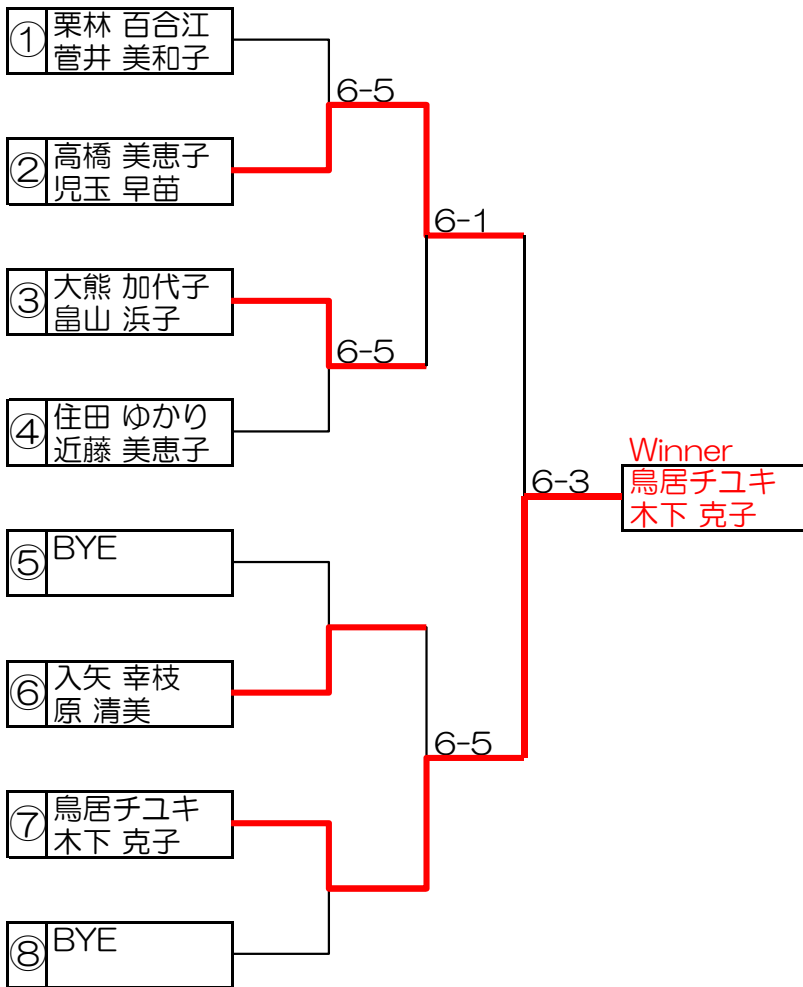 ① 栗林 百合江
菅井 美和子
6-5
② 高橋 美恵子
児玉 早苗
6-1
③ 大熊 加代子
畠山 浜子
6-5
④ 住田 ゆかり
近藤 美恵子
Winner
6-3
鳥居チユキ
木下 克子
⑤ BYE
⑥ 入矢 幸枝
原 清美
6-5
⑦ 鳥居チユキ
木下 克子
⑧ BYE